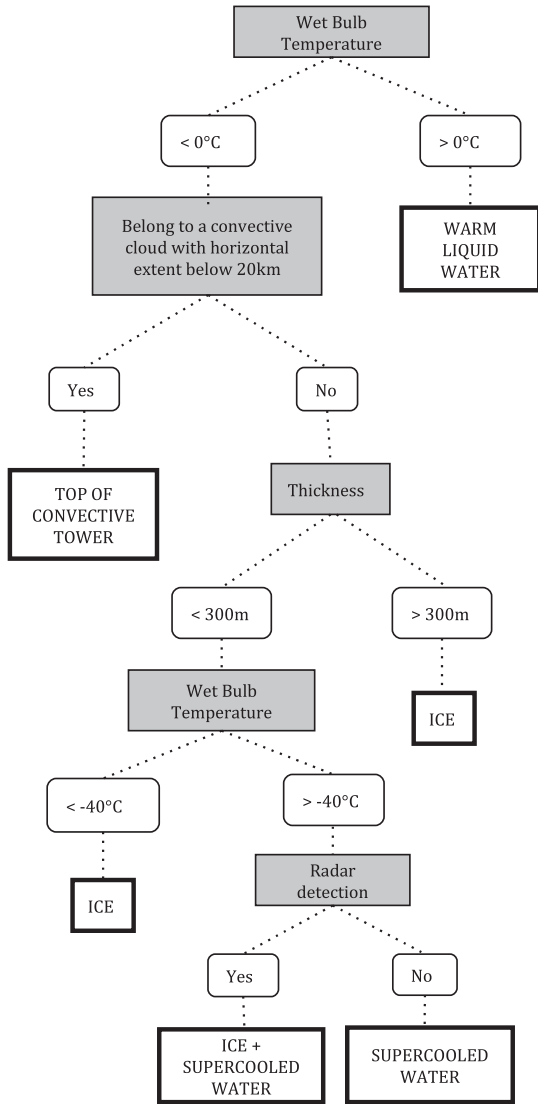 Wet Bulb
Temperature
< 0°C
> 0°C
Belong to a convective
cloud with horizontal
extent below 20km
WARM
LIQUID
WATER
Yes
No
TOP OF
CONVECTIVE
TOWER
Thickness
< 300m
> 300m
Wet Bulb
Temperature
ICE
< -40°C
> -40°C
ICE
Radar
detection
Yes
No
ICE +
SUPERCOOLED
WATER
SUPERCOOLED
WATER